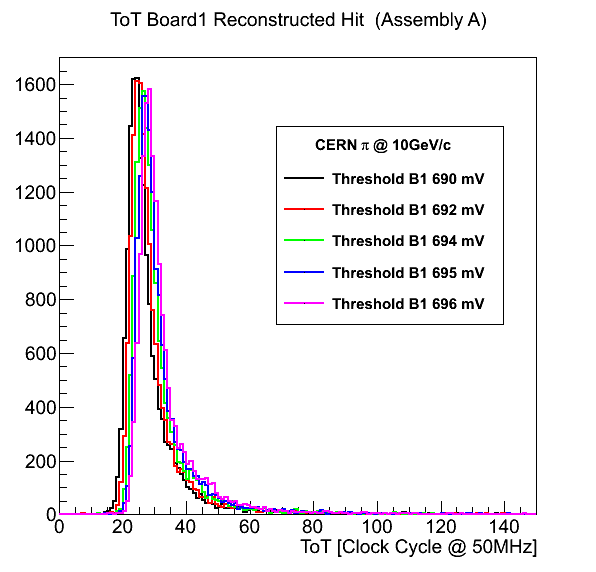 ToT Board1 Reconstructed Hit (Assembly A)
1600
1400
1200
1000
800
600
400
200
0
CERN π @ 10GeV/c
Threshold B1 690 mV
Threshold B1 692 mV
Threshold B1 694 mV
Threshold B1 695 mV
Threshold B1 696 mV
0 20 40 60 80 100 120 140
ToT [Clock Cycle @ 50MHz]